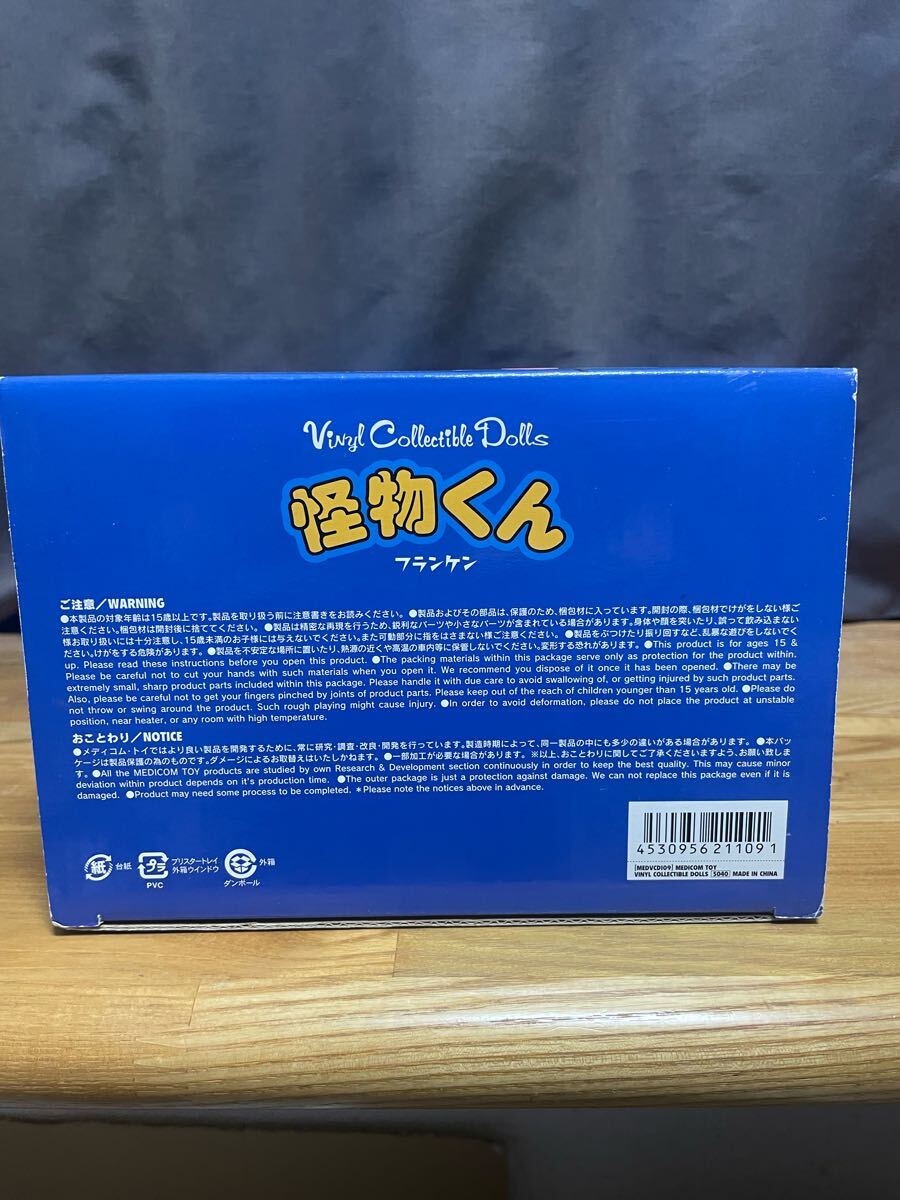 Vinyl Collectible Dolls
怪物くん
フランケン
ご注意／WARNING
●本製品の対象年齢は15歳以上です。製品を取り扱う前に注意書きをお読みください。 ●製品およびその部品は、保護のため、梱包材に入っています。開封の際、梱包材でけがをしない様ご
注意ください。梱包材は開封後に捨ててください。 ●製品は精密な再現を行うため、鋭利なパーツや小さなパーツが含まれている場合があります。身体や顔を突いたり、誤って飲み込まない
様お取り扱いには十分注意し、15歳未満のお子様には与えないでください。また可動部分に指をはさまない様ご注意ください。 ●製品をぶつけたり振り回すなど、乱暴な遊びをしないでく
ださい。けがをする危険があります。 ●製品を不安定な場所に置いたり、熱源の近くや高温の車内等に保管しないでください。変形する恐れがあります。 ●This product is for ages 15 &
up. Please read these instructions before you open this product. ●The packing materials within this package serve only as protection for the product within.
Please be careful not to cut your hands with such materials when you open it. We recommend you dispose of it once it has been opened. ●There may be
extremely small, sharp product parts included within this package. Please handle it with due care to avoid swallowing of, or getting injured by such product parts.
Also, please be careful not to get your fingers pinched by joints of product parts. Please keep out of the reach of children younger than 15 years old. ●Please do
not throw or swing around the product. Such rough playing might cause injury. ●In order to avoid deformation, please do not place the product at unstable
position, near heater, or any room with high temperature.
おことわり／NOTICE
●メディコム・トイではより良い製品を開発するために、常に研究・調査・改良・開発を行っています。製造時期によって、同一製品の中にも多少の違いがある場合があります。 ●本パッ
ケージは製品保護の為のものです。ダメージによるお取替えはいたしかねます。 ●一部加工が必要な場合があります。 ※以上、おことわりに関してご了承くださいますよう、お願い致しま
す。 ●All the MEDICOM TOY products are studied by own Research & Development section continuously in order to keep the best quality. This may cause minor
deviation within product depends on it's production time. ●The outer package is just a protection against damage. We can not replace this package even if it is
damaged. ●Product may need some process to be completed. ＊Please note the notices above in advance.
紙 台紙
プラ PVC
ブリスタートレイ
外箱ウインドウ
外箱
ダンボール
4530956211091
[MEDVCD109] MEDICOM TOY
VINYL COLLECTIBLE DOLLS [5040] MADE IN CHINA